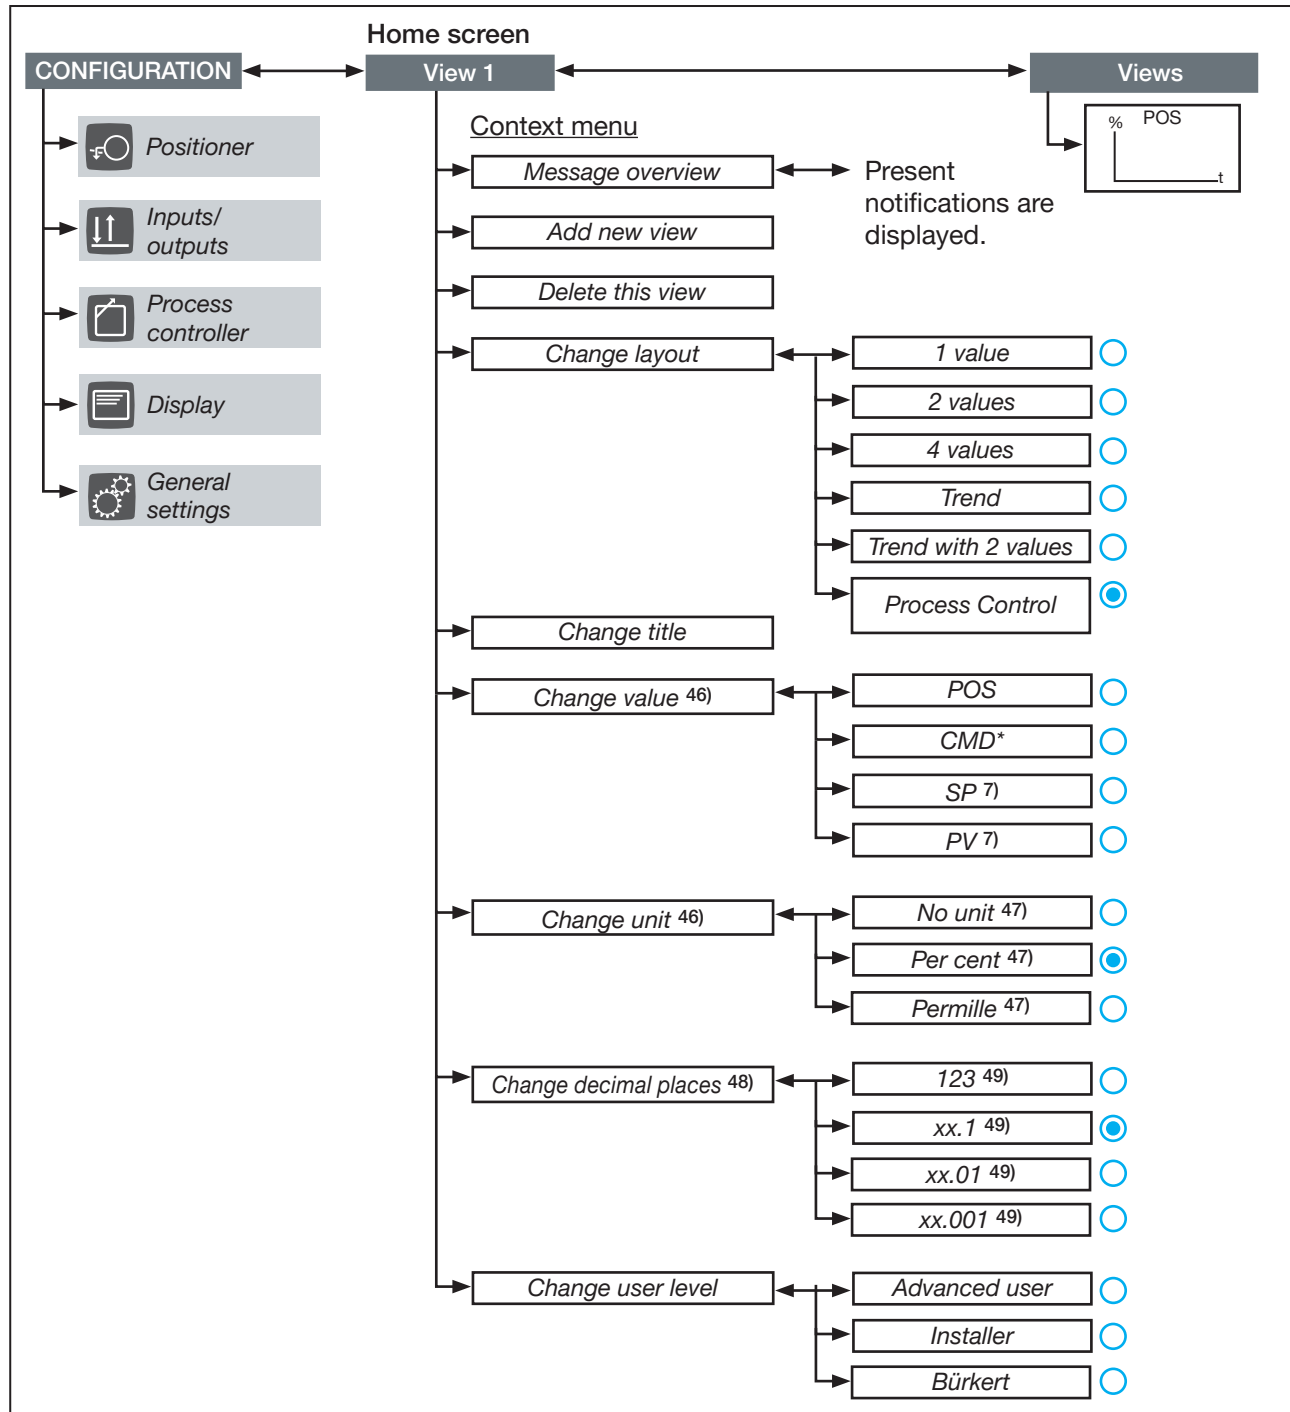 Home screen
CONFIGURATION
View 1
Views
Positioner
Inputs/
outputs
Process
controller
Display
General
settings
Context menu
Message overview
Present
notifications are
displayed.
% POS
t
Add new view
Delete this view
Change layout
1 value
2 values
4 values
Trend
Trend with 2 values
Process Control
Change title
Change value 46)
POS
CMD*
SP 7)
PV 7)
Change unit 46)
No unit 47)
Per cent 47)
Permille 47)
Change decimal places 48)
123 49)
xx.1 49)
xx.01 49)
xx.001 49)
Change user level
Advanced user
Installer
Bürkert